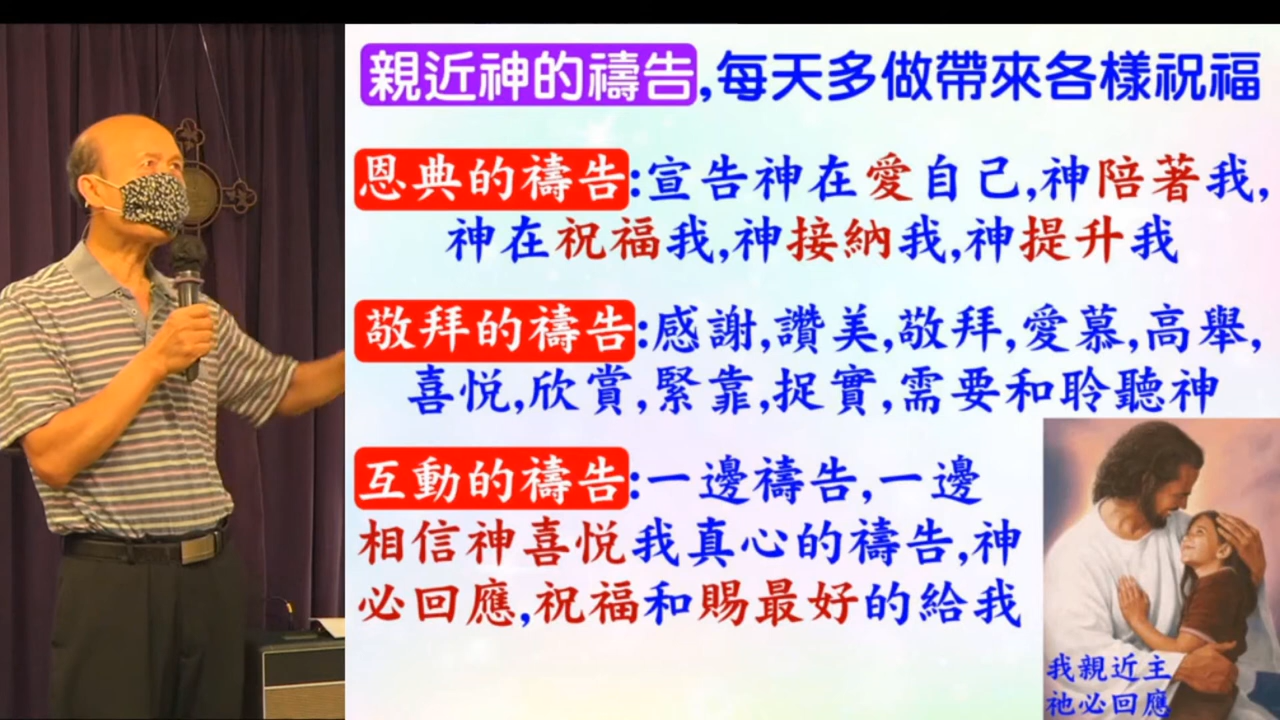 親近神的禱告,每天多做帶來各樣祝福
恩典的禱告:宣告神在愛自己,神陪著我,
神在祝福我,神接納我,神提升我
敬拜的禱告:感謝,讚美,敬拜,愛慕,高舉,
喜悅,欣賞,緊靠,捉實,需要和聆聽神
互動的禱告:一邊禱告,一邊
相信神喜悅我真心的禱告,神
必回應,祝福和賜最好的給我
我親近主
祂必回應